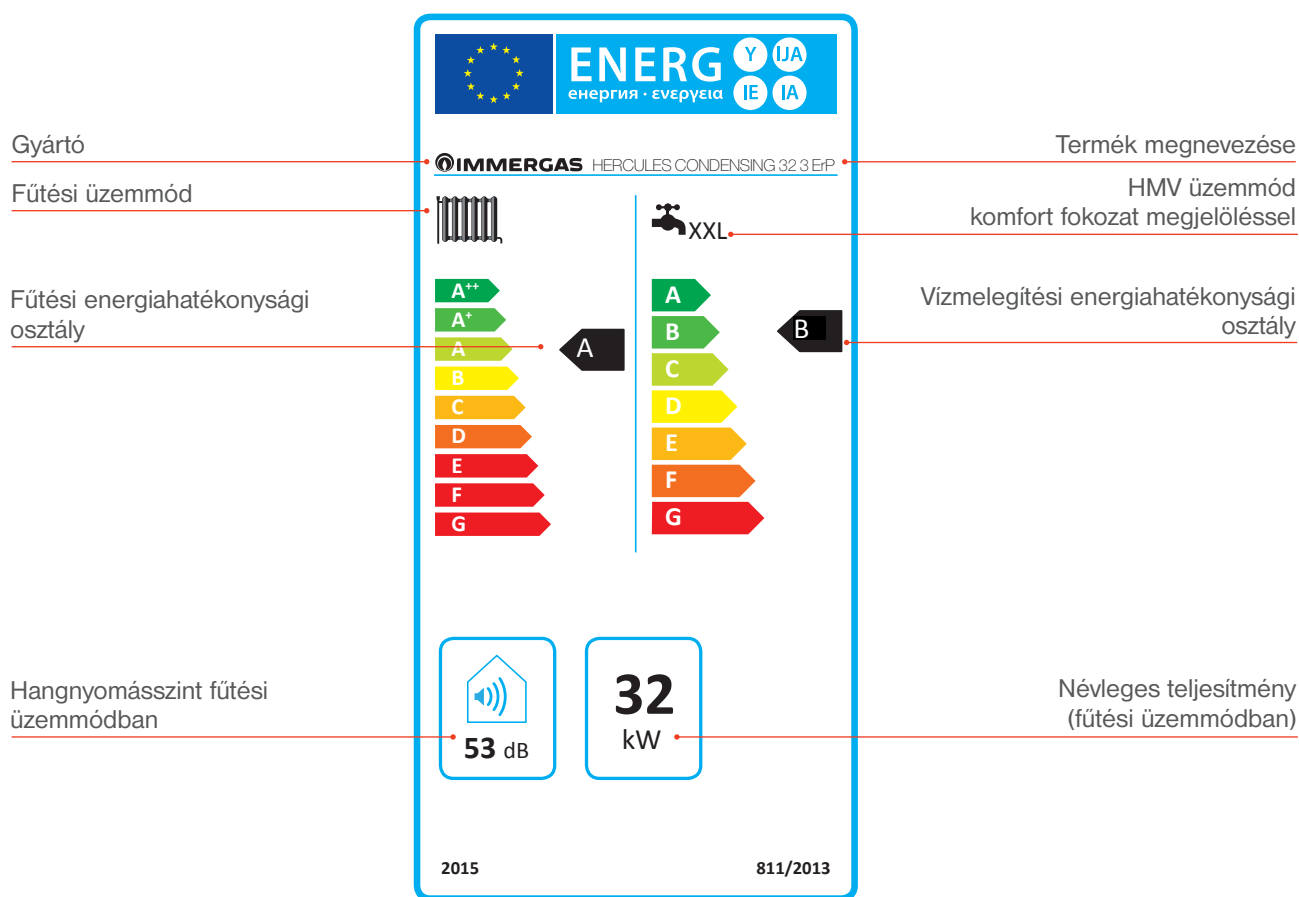 ENERG
енергия · ενεργεια
Y IJA
IE IA
Gyártó
IMMERGAS HERCULES CONDENSING 32 3 ErP
Termék megnevezése
Fűtési üzemmód
HMV üzemmód
komfort fokozat megjelöléssel
XXL
Fűtési energiahatékonysági
osztály
A++
A+
A
B
C
D
E
F
G
A
A
B
C
D
E
F
G
B
Vízmelegítési energiahatékonysági
osztály
Hangnyomásszint fűtési
üzemmódban
53 dB
32
kW
Névleges teljesítmény
(fűtési üzemmódban)
2015
811/2013